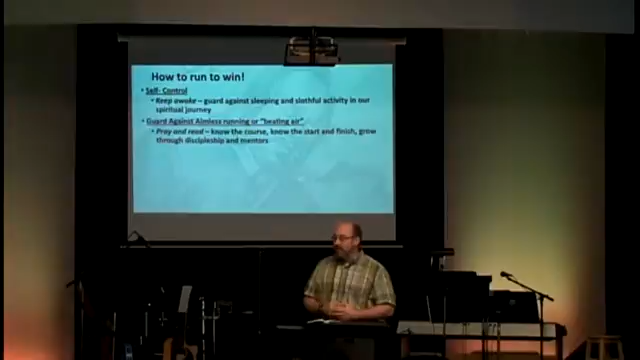 How to run to win!
• Self- Control
• Keep awake – guard against sleeping and slothful activity in our
spiritual journey
• Guard Against Aimless running or "beating air"
• Pray and read – know the course, know the start and finish, grow
through discipleship and mentors